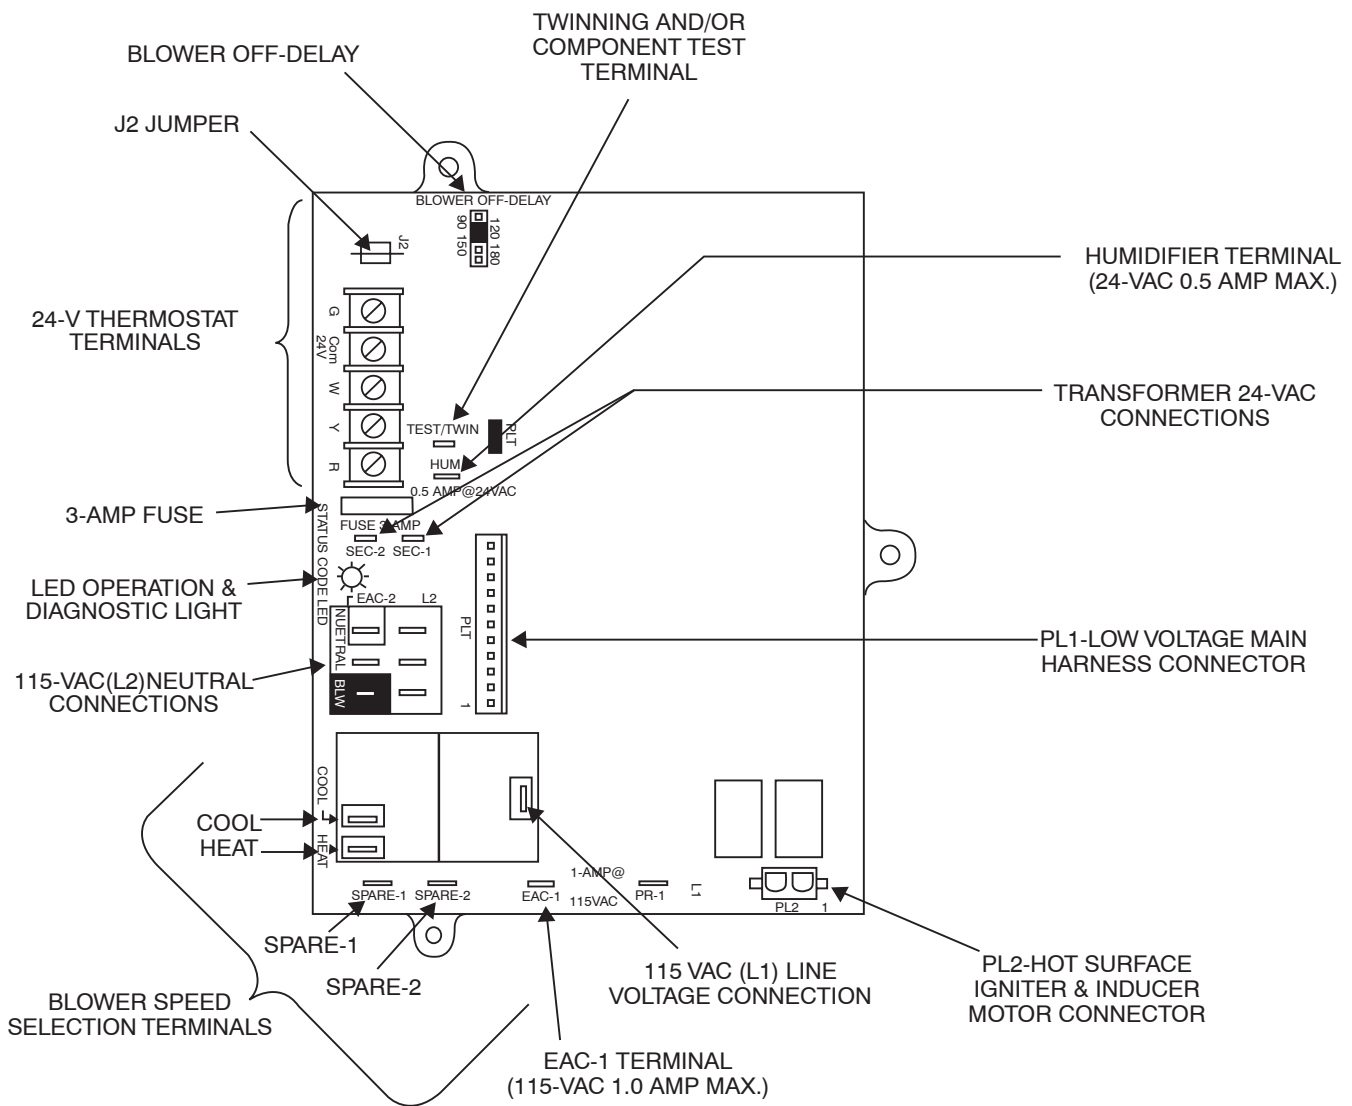 TWINNING AND/OR
COMPONENT TEST
TERMINAL
BLOWER OFF-DELAY
J2 JUMPER
BLOWER OFF-DELAY
90 150
120 180
J2
HUMIDIFIER TERMINAL
(24-VAC 0.5 AMP MAX.)
24-V THERMOSTAT
TERMINALS
G
Com
24V
W
Y
R
TRANSFORMER 24-VAC
CONNECTIONS
TEST/TWIN
PLT
HUM
0.5 AMP@24VAC
3-AMP FUSE
FUSE 3-AMP
SEC-2
SEC-1
STATUS CODE LED
LED OPERATION &
DIAGNOSTIC LIGHT
EAC-2
L2
NUETRAL
BLW
PLT
1
PL1-LOW VOLTAGE MAIN
HARNESS CONNECTOR
115-VAC(L2)NEUTRAL
CONNECTIONS
COOL
HEAT
COOL
HEAT
1-AMP@
115VAC
SPARE-1
SPARE-2
EAC-1
PR-1
L1
PL2
1
SPARE-1
SPARE-2
115 VAC (L1) LINE
VOLTAGE CONNECTION
PL2-HOT SURFACE
IGNITER & INDUCER
MOTOR CONNECTOR
BLOWER SPEED
SELECTION TERMINALS
EAC-1 TERMINAL
(115-VAC 1.0 AMP MAX.)